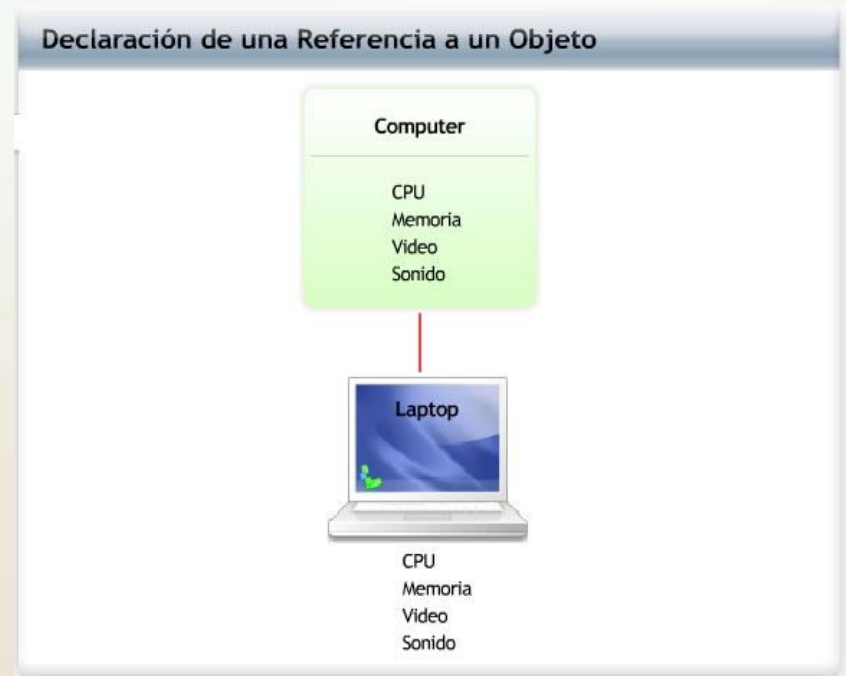 Declaración de una Referencia a un Objeto
Computer
CPU
Memoria
Video
Sonido
Laptop
CPU
Memoria
Video
Sonido